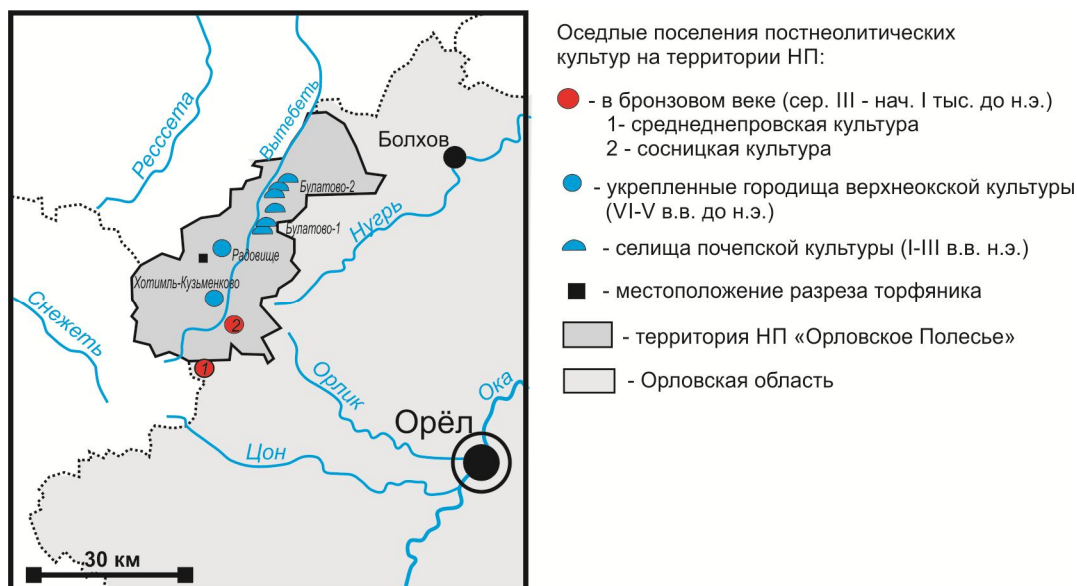 Рессета
Вытебеть
Болхов
Булатово-2
Нугрь
Булатово-1
Радовище
Хотимль-Кузьменково
Снежеть
2
1
Орлик
Ока
Орёл
Цон
30 км
Оседлые поселения постнеолитических
культур на территории НП:
- в бронзовом веке (сер. III - нач. I тыс. до н.э.)
1- среднеднепровская культура
2 - сосницкая культура
- укрепленные городища верхнеокской культуры
(VI-V в.в. до н.э.)
- селища почепской культуры (I-III в.в. н.э.)
- местоположение разреза торфяника
- территория НП «Орловское Полесье»
- Орловская область